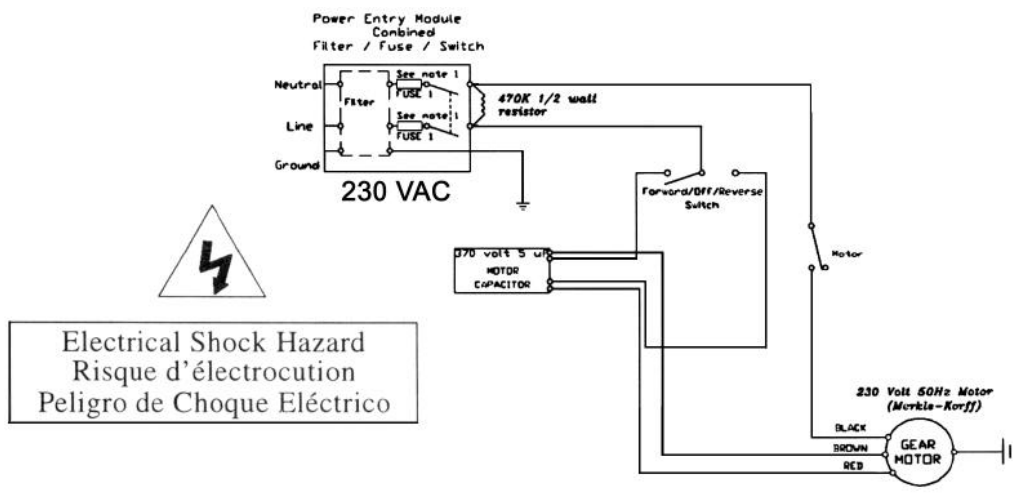 Power Entry Module
Combined
Filter / Fuse / Switch
Neutral
See note 1
FUSE 1
Filter
470K 1/2 wall
resistor
Line
See note 1
FUSE 1
Ground
230 VAC
Forward/Off/Reverse
Switch
Motor
370 volt 5 uF
MOTOR
CAPACITOR
Electrical Shock Hazard
Risque d'électrocution
Peligro de Choque Eléctrico
230 Volt 50Hz Motor
(Merkle-Korff)
BLACK
BROWN
RED
GEAR
MOTOR